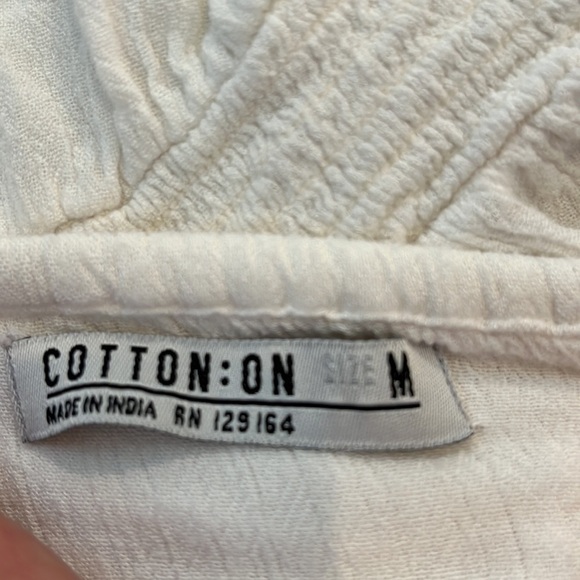 COTTON:ON SIZE M
MADE IN INDIA RN 129164